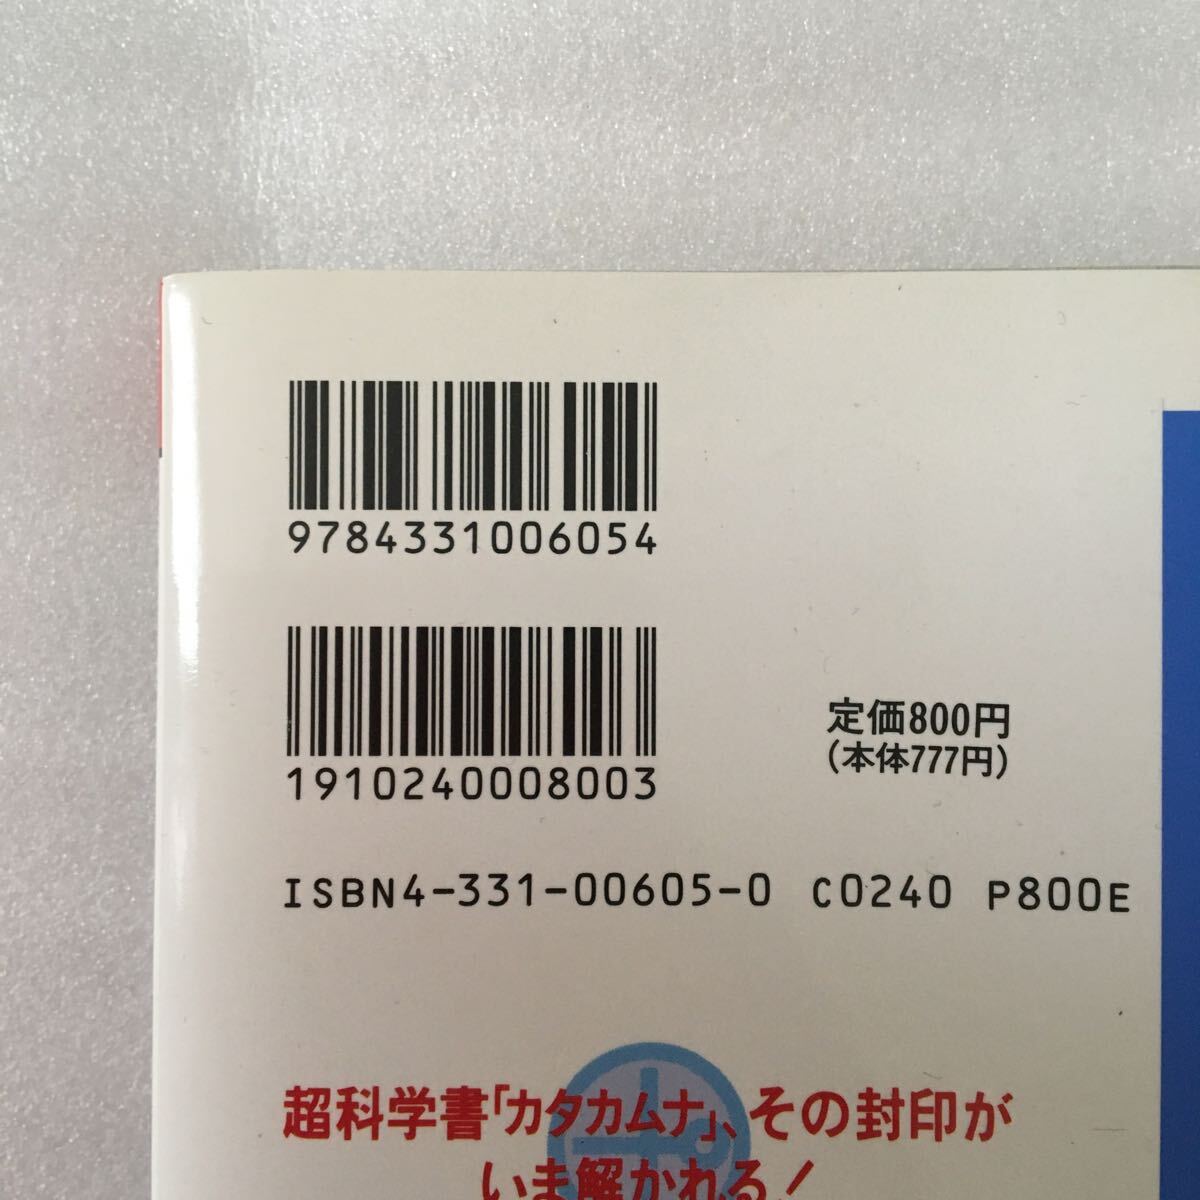 9784331006054
1910240008003
定価800円
(本体777円)
ISBN4-331-00605-0 C0240 P800E
超科学書「カタカムナ」、その封印が
いま解かれる!